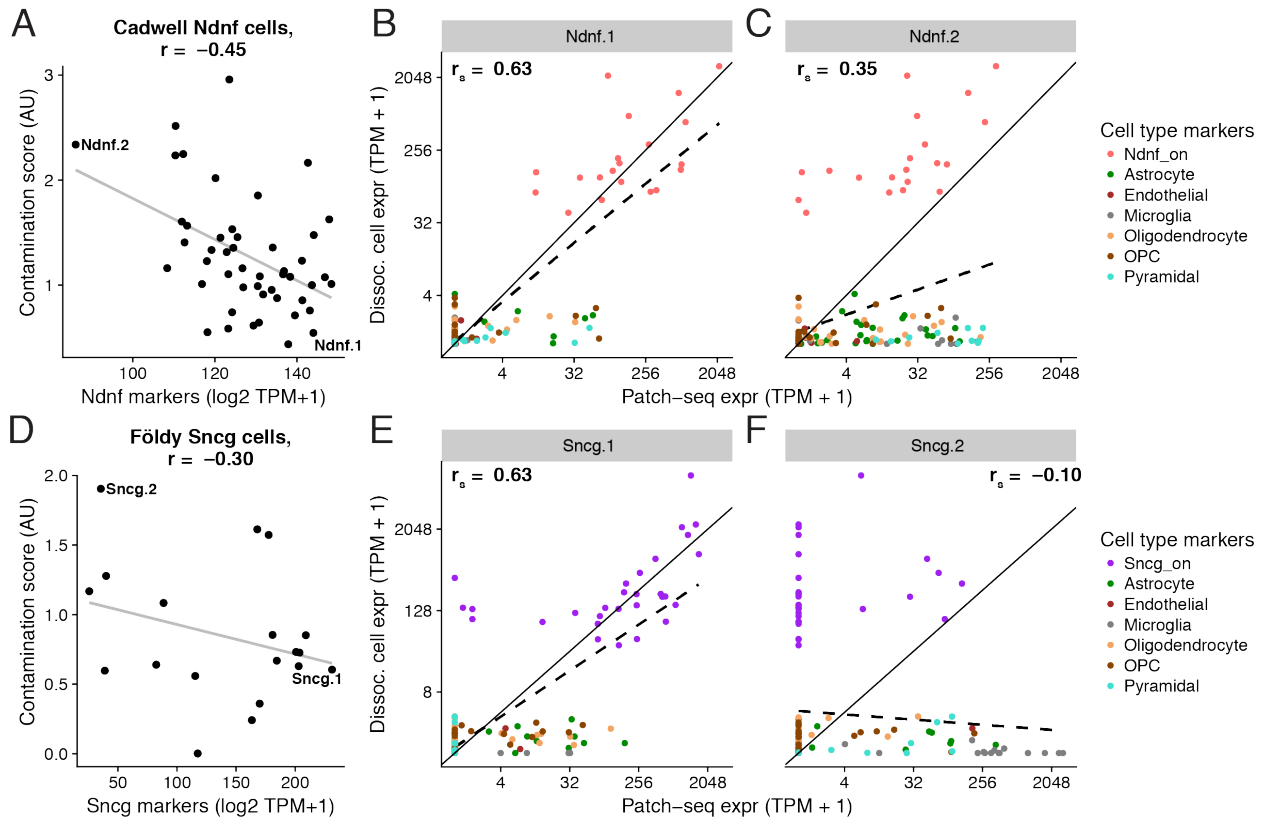 A
Cadwell Ndnf cells,
r = −0.45
Contamination score (AU)
3
2
1
Ndnf.2
Ndnf.1
100
120
140
Ndnf markers (log2 TPM+1)
B
Ndnf.1
rs = 0.63
Dissoc. cell expr (TPM + 1)
2048
256
32
4
4
32
256
2048
C
Ndnf.2
rs = 0.35
4
32
256
2048
Patch−seq expr (TPM + 1)
Cell type markers
Ndnf_on
Astrocyte
Endothelial
Microglia
Oligodendrocyte
OPC
Pyramidal
D
Földy Sncg cells,
r = −0.30
Contamination score (AU)
2.0
1.5
1.0
0.5
0.0
Sncg.2
Sncg.1
50
100
150
200
Sncg markers (log2 TPM+1)
E
Sncg.1
rs = 0.63
Dissoc. cell expr (TPM + 1)
2048
128
8
4
32
256
2048
F
Sncg.2
rs = −0.10
4
32
256
2048
Patch−seq expr (TPM + 1)
Cell type markers
Sncg_on
Astrocyte
Endothelial
Microglia
Oligodendrocyte
OPC
Pyramidal